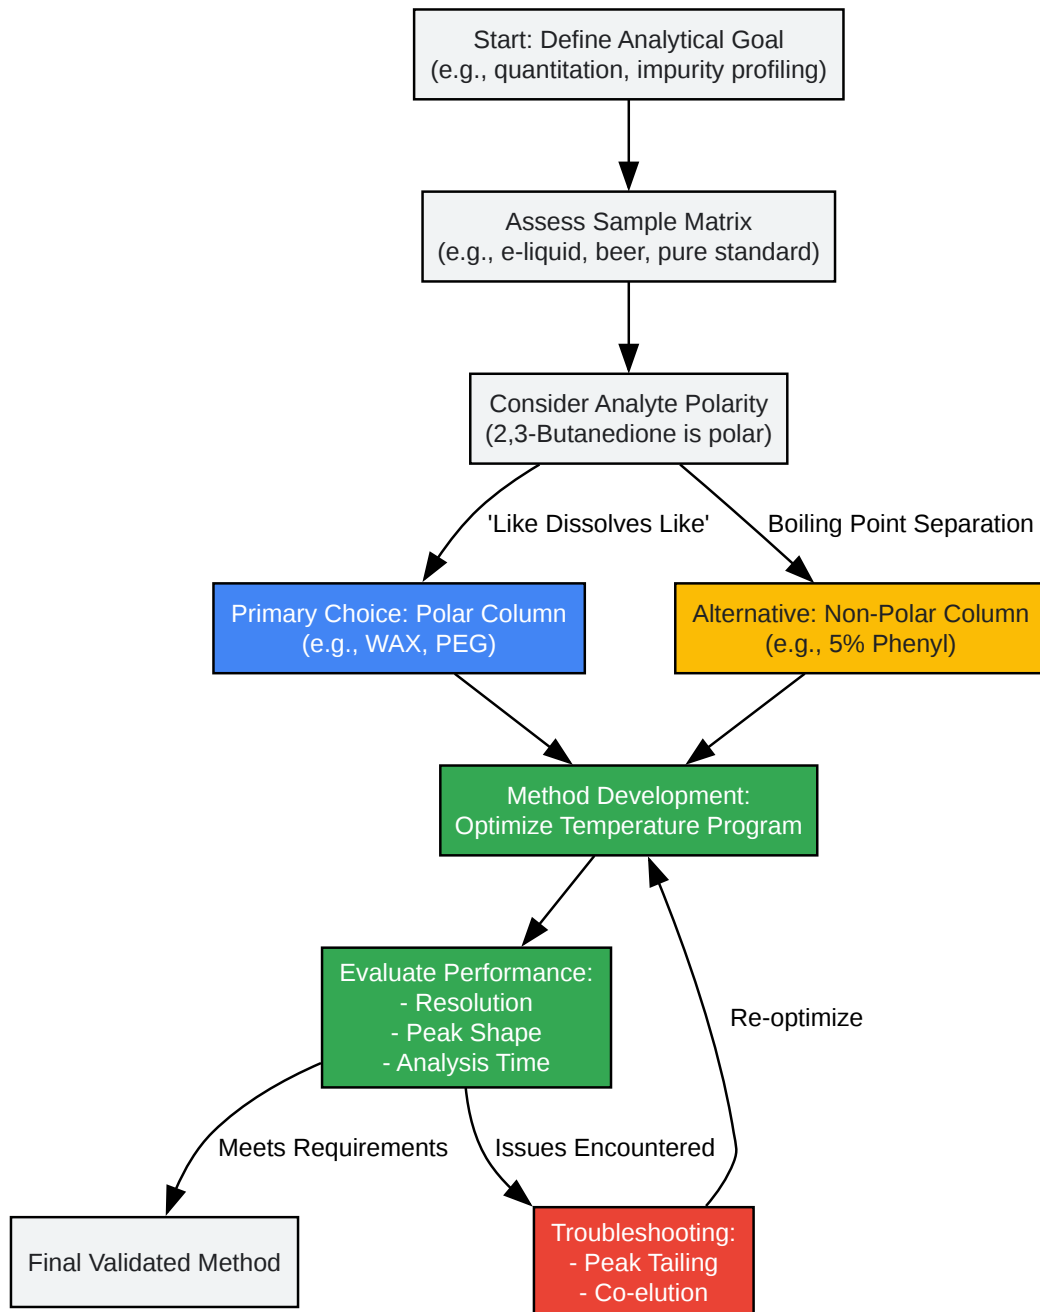 Start: Define Analytical Goal
(e.g., quantitation, impurity profiling)
Assess Sample Matrix
(e.g., e-liquid, beer, pure standard)
Consider Analyte Polarity
(2,3-Butanedione is polar)
'Like Dissolves Like'
Boiling Point Separation
Primary Choice: Polar Column
(e.g., WAX, PEG)
Alternative: Non-Polar Column
(e.g., 5% Phenyl)
Method Development:
Optimize Temperature Program
Evaluate Performance:
- Resolution
- Peak Shape
- Analysis Time
Re-optimize
Meets Requirements
Issues Encountered
Final Validated Method
Troubleshooting:
- Peak Tailing
- Co-elution